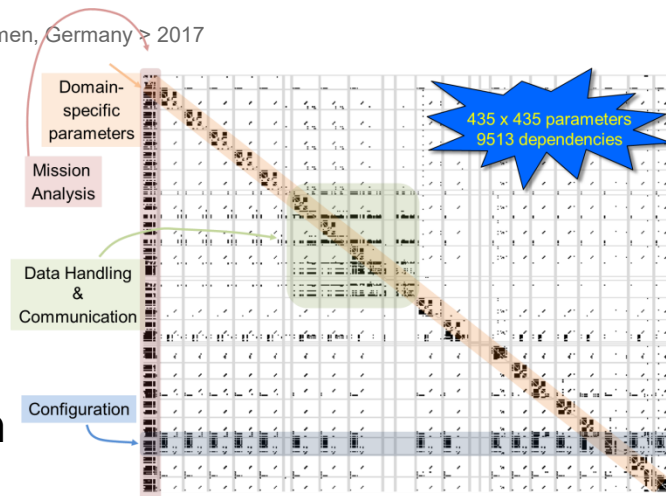 men, Germany > 2017
Domain-
specific
parameters
435 x 435 parameters
9513 dependencies
Mission
Analysis
Data Handling
&
Communication
Configuration